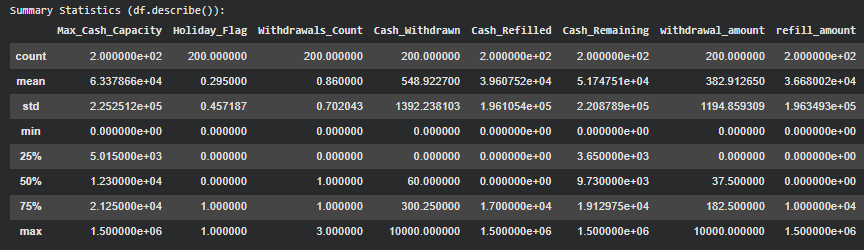 Summary Statistics (df.describe()):
Max_Cash_Capacity Holiday_Flag Withdrawals_Count Cash_Withdrawn Cash_Refilled Cash_Remaining withdrawal_amount refill_amount
count 2.000000e+02 200.000000 200.000000 200.000000 2.000000e+02 2.000000e+02 200.000000 2.000000e+02
mean 6.337866e+04 0.295000 0.860000 548.922700 3.960752e+04 5.174751e+04 382.912650 3.668002e+04
std 2.252512e+05 0.457187 0.702043 1392.238103 1.961054e+05 2.208789e+05 1194.859309 1.963493e+05
min 0.000000e+00 0.000000 0.000000 0.000000 0.000000e+00 0.000000e+00 0.000000 0.000000e+00
25% 5.015000e+03 0.000000 0.000000 0.000000 0.000000e+00 3.650000e+03 0.000000 0.000000e+00
50% 1.230000e+04 0.000000 1.000000 60.000000 0.000000e+00 9.730000e+03 37.500000 0.000000e+00
75% 2.125000e+04 1.000000 1.000000 300.250000 1.700000e+04 1.912975e+04 182.500000 1.000000e+04
max 1.500000e+06 1.000000 3.000000 10000.000000 1.500000e+06 1.500000e+06 10000.000000 1.500000e+06